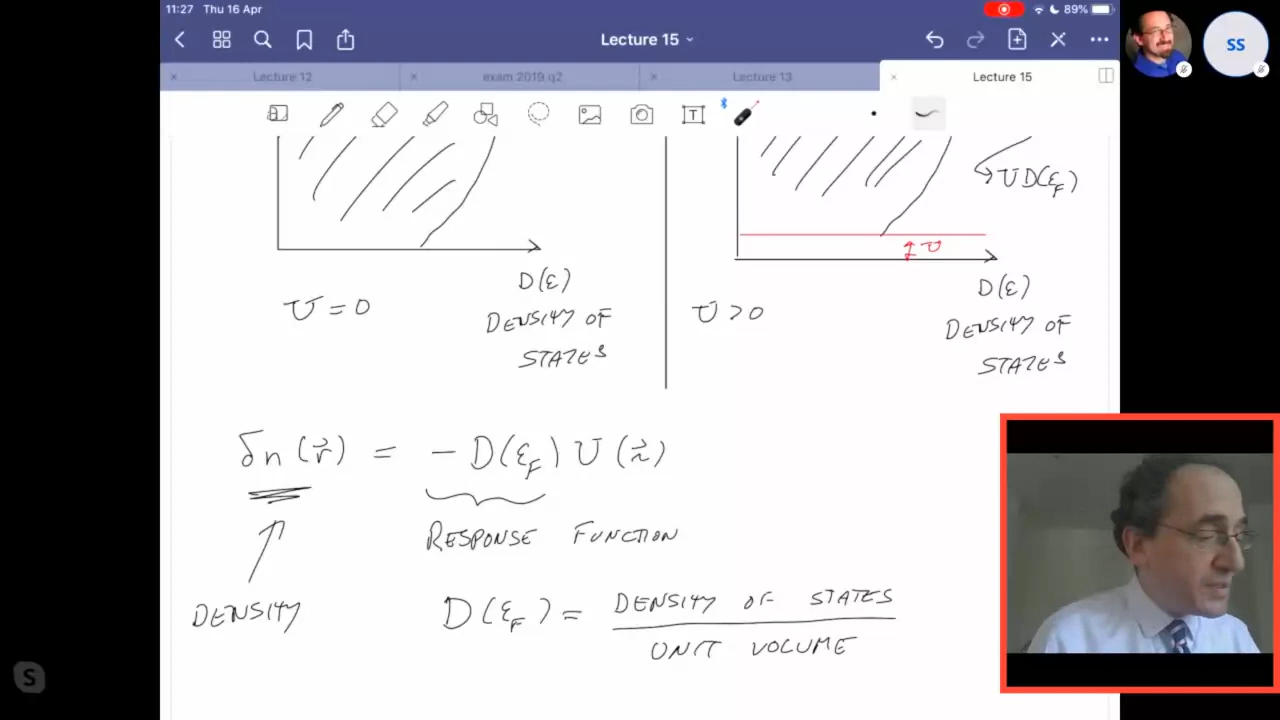 11:27 Thu 16 Apr
89%
Lecture 15
Lecture 12
exam 2019 q2
Lecture 13
Lecture 15
T
SS
U D(ε_F)
U
D(ε)
DENSITY OF
STATES
U = 0
D(ε)
DENSITY OF
STATES
U > 0
δn(r⃗) = - D(ε_F) U(r⃗)
RESPONSE FUNCTION
DENSITY
D(ε_F) = DENSITY OF STATES
UNIT VOLUME